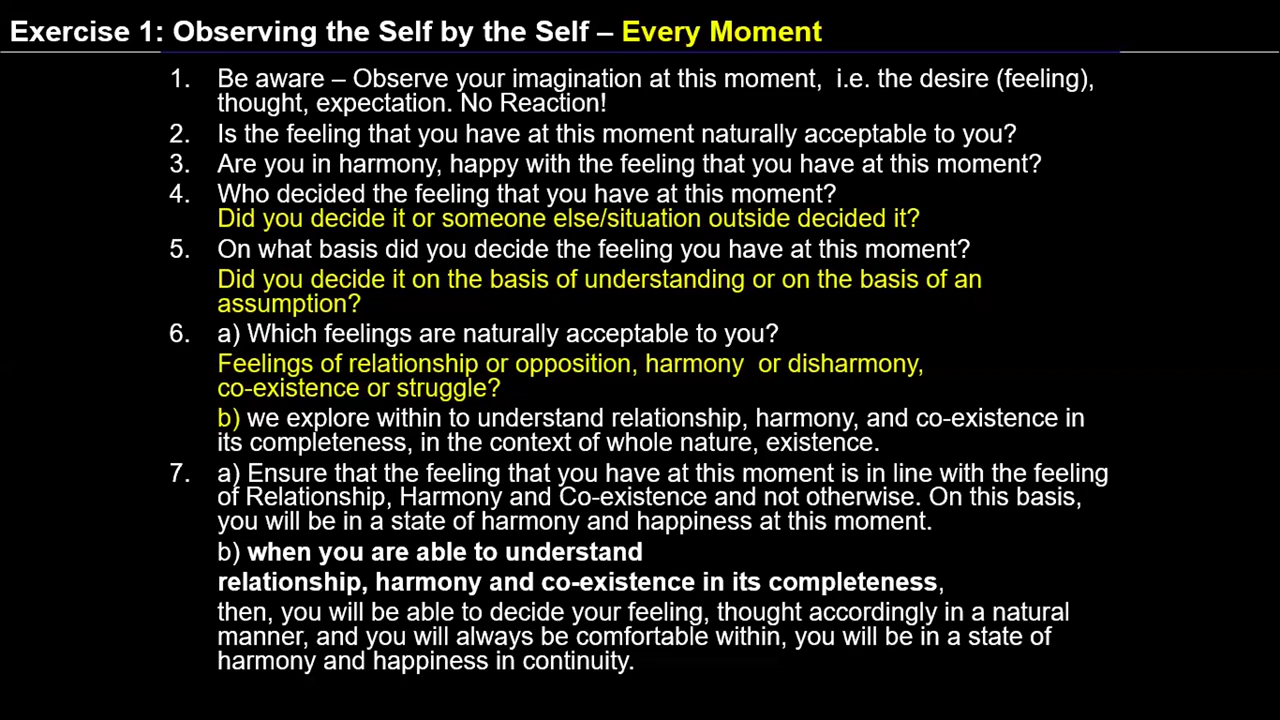 Exercise 1: Observing the Self by the Self – Every Moment
1. Be aware – Observe your imagination at this moment, i.e. the desire (feeling),
thought, expectation. No Reaction!
2. Is the feeling that you have at this moment naturally acceptable to you?
3. Are you in harmony, happy with the feeling that you have at this moment?
4. Who decided the feeling that you have at this moment?
Did you decide it or someone else/situation outside decided it?
5. On what basis did you decide the feeling you have at this moment?
Did you decide it on the basis of understanding or on the basis of an
assumption?
6. a) Which feelings are naturally acceptable to you?
Feelings of relationship or opposition, harmony or disharmony,
co-existence or struggle?
b) we explore within to understand relationship, harmony, and co-existence in
its completeness, in the context of whole nature, existence.
7. a) Ensure that the feeling that you have at this moment is in line with the feeling
of Relationship, Harmony and Co-existence and not otherwise. On this basis,
you will be in a state of harmony and happiness at this moment.
b) when you are able to understand
relationship, harmony and co-existence in its completeness,
then, you will be able to decide your feeling, thought accordingly in a natural
manner, and you will always be comfortable within, you will be in a state of
harmony and happiness in continuity.